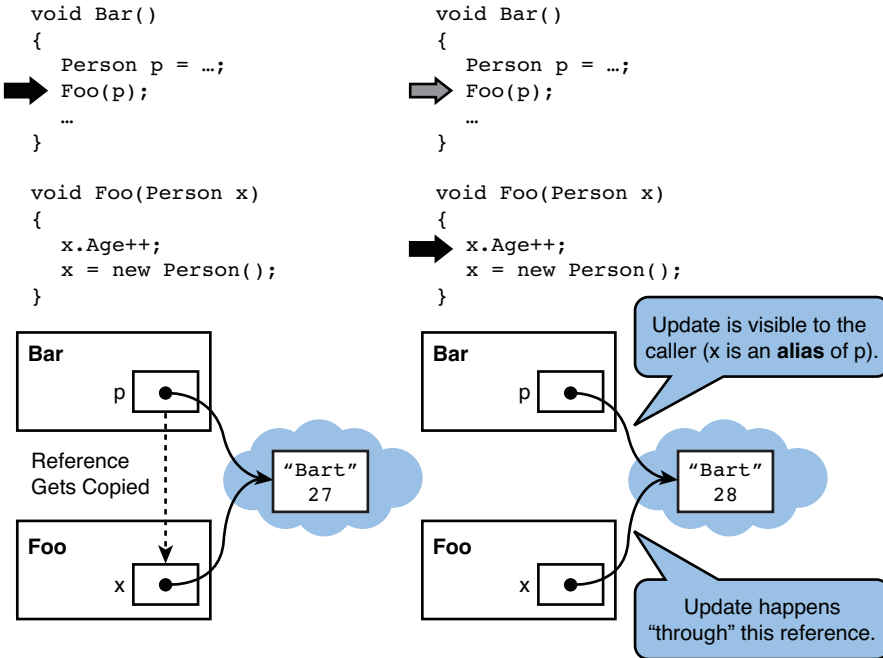 void Bar()
{
Person p = …;
Foo(p);
…
}
void Foo(Person x)
{
x.Age++;
x = new Person();
}
Bar
p
Reference
Gets Copied
"Bart"
27
Foo
x
void Bar()
{
Person p = …;
Foo(p);
…
}
void Foo(Person x)
{
x.Age++;
x = new Person();
}
Update is visible to the
caller (x is an alias of p).
Bar
p
“Bart”
28
Foo
x
Update happens
“through” this reference.